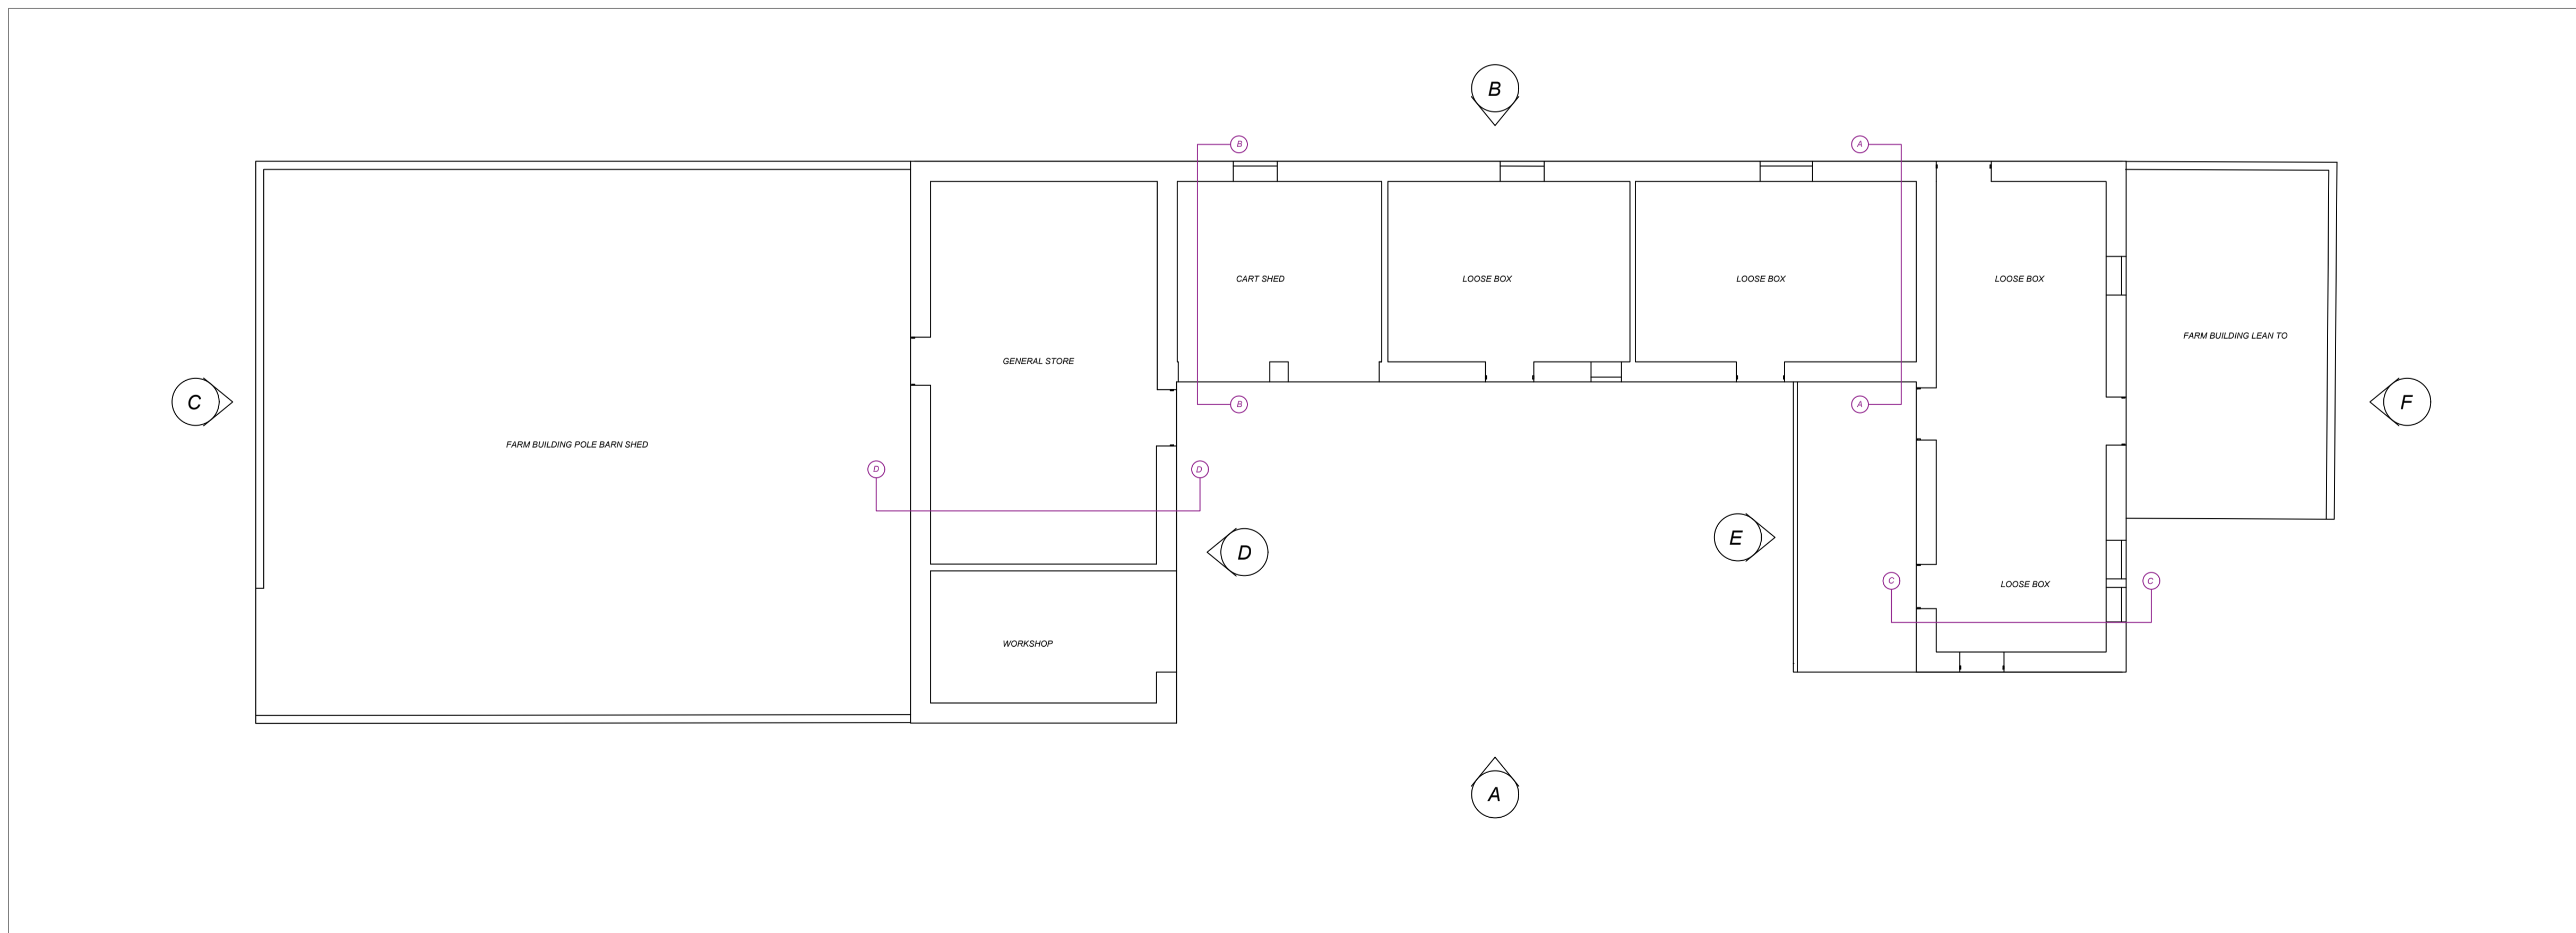 B
B
A
CART SHED
LOOSE BOX
LOOSE BOX
LOOSE BOX
FARM BUILDING LEAN TO
GENERAL STORE
C
B
A
F
FARM BUILDING POLE BARN SHED
D
D
E
D
C
LOOSE BOX
C
WORKSHOP
A